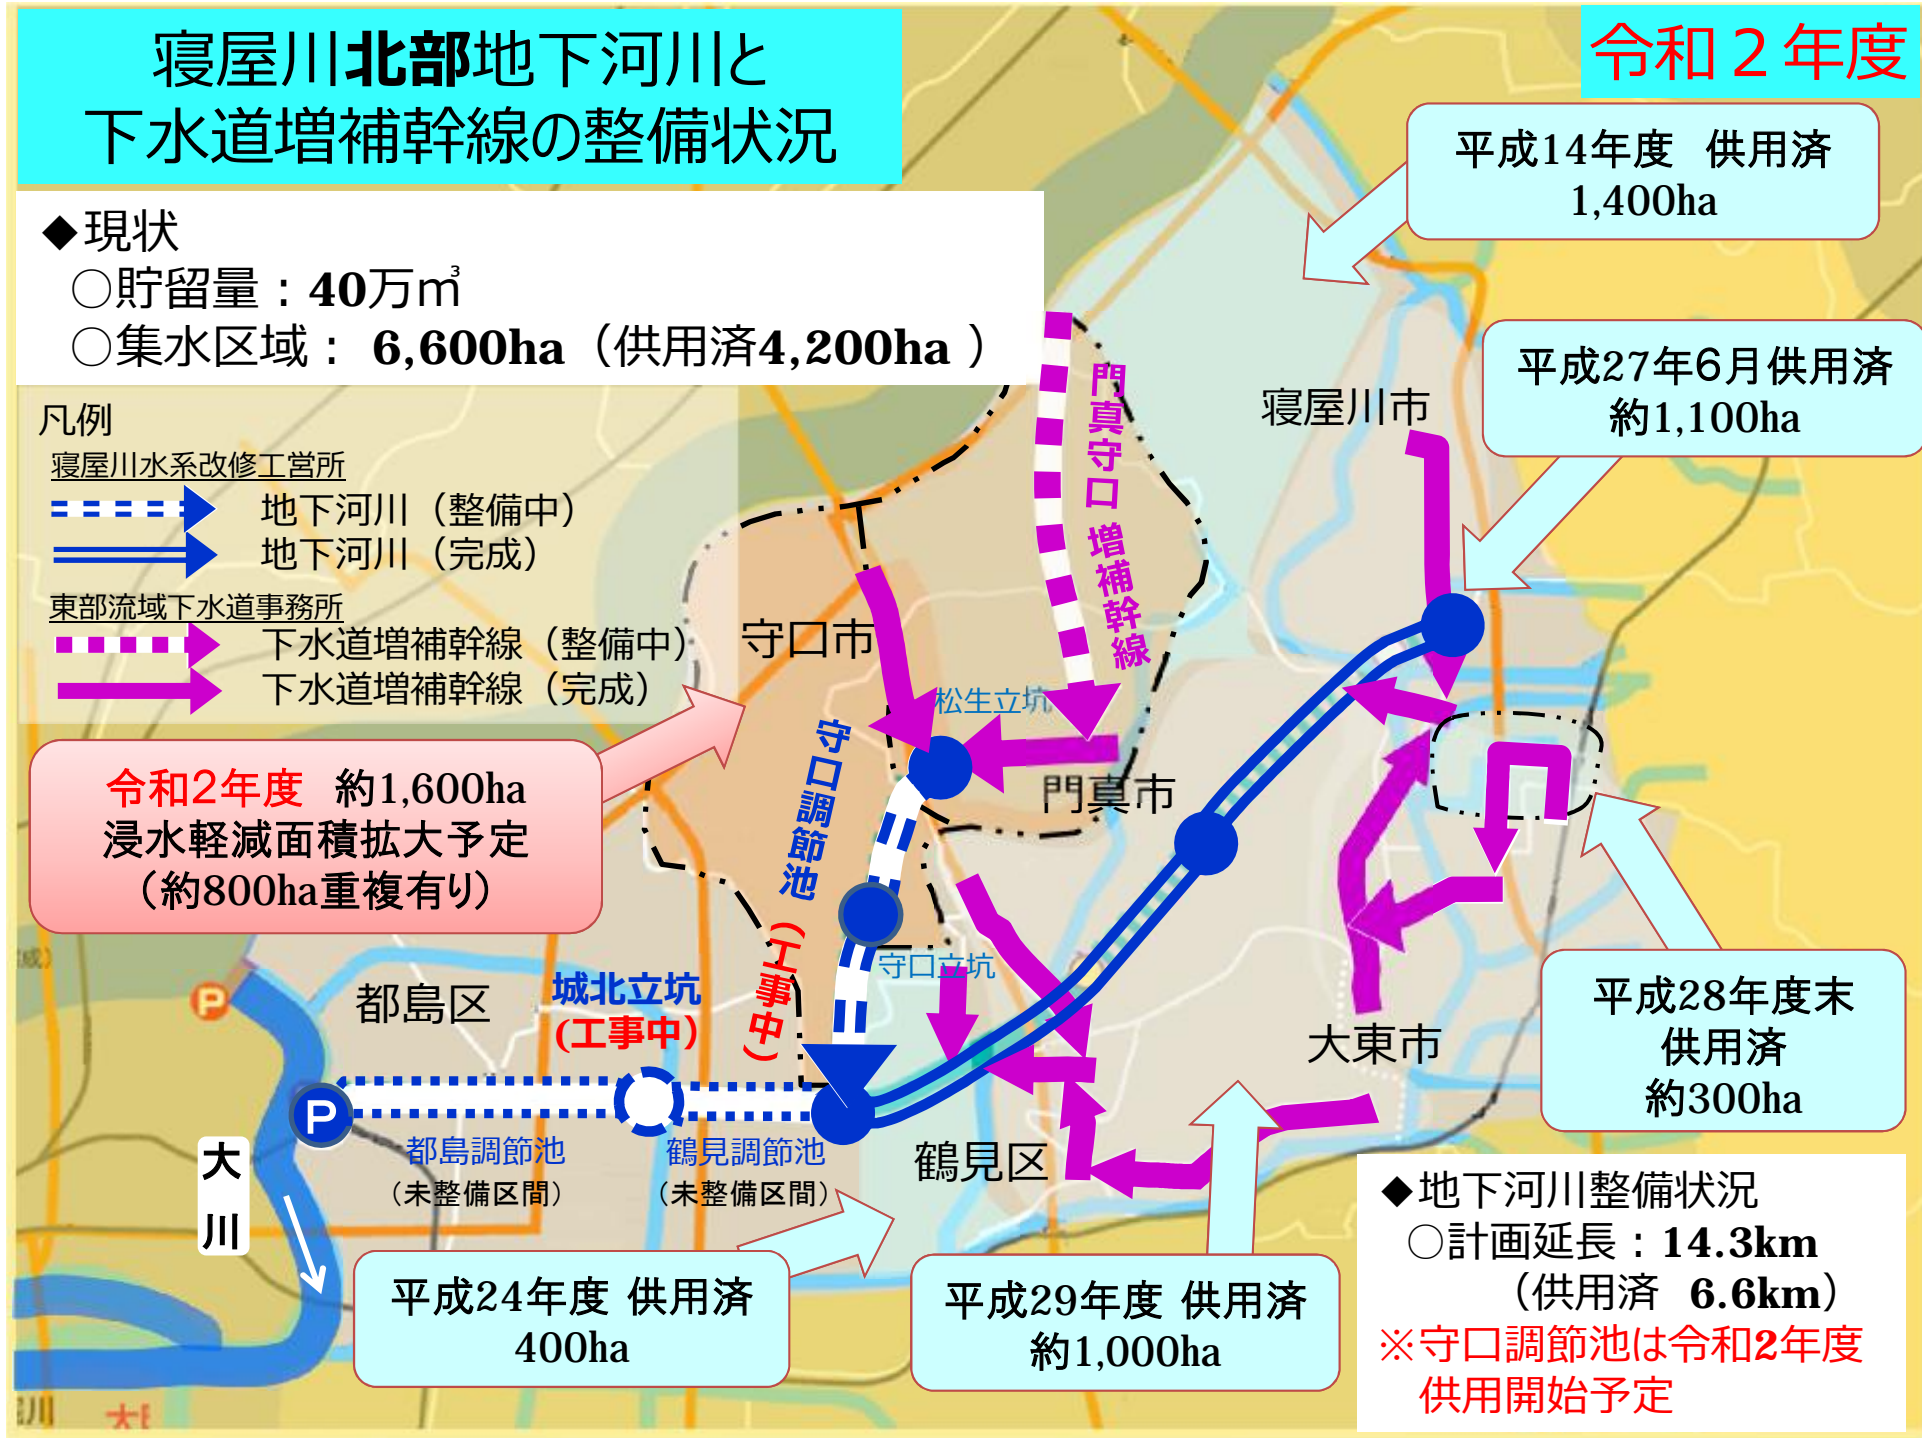 寝屋川北部地下河川と
下水道増補幹線の整備状況
令和２年度
◆現状
○貯留量：40万㎥
○集水区域： 6,600ha（供用済4,200ha ）
凡例
寝屋川水系改修工営所
地下河川（整備中）
地下河川（完成）
東部流域下水道事務所
下水道増補幹線（整備中）
下水道増補幹線（完成）
平成14年度 供用済
1,400ha
平成27年6月供用済
約1,100ha
寝屋川市
門真守口 増補幹線
守口市
松生立坑
門真市
守口調節池
(工事中)
令和2年度 約1,600ha
浸水軽減面積拡大予定
（約800ha重複有り）
守口立坑
都島区
城北立坑
(工事中)
大東市
平成28年度末
供用済
約300ha
P
P
大川
都島調節池
（未整備区間）
鶴見調節池
（未整備区間）
鶴見区
平成24年度 供用済
400ha
平成29年度 供用済
約1,000ha
◆地下河川整備状況
○計画延長：14.3km
（供用済 6.6km）
※守口調節池は令和2年度
供用開始予定